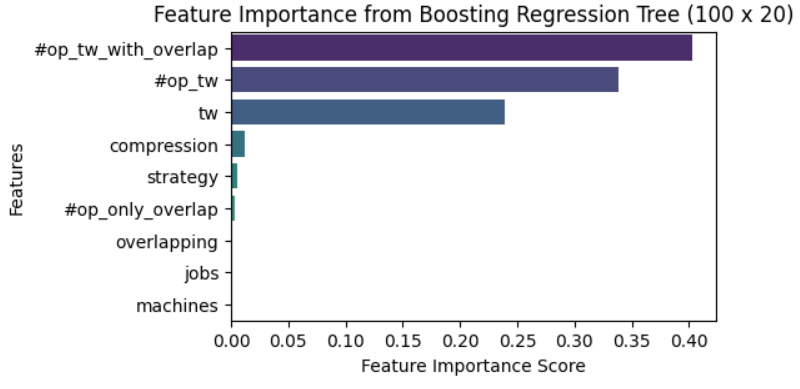 Feature Importance from Boosting Regression Tree (100 x 20)
Features
#op_tw_with_overlap
#op_tw
tw
compression
strategy
#op_only_overlap
overlapping
jobs
machines
0.00 0.05 0.10 0.15 0.20 0.25 0.30 0.35 0.40
Feature Importance Score